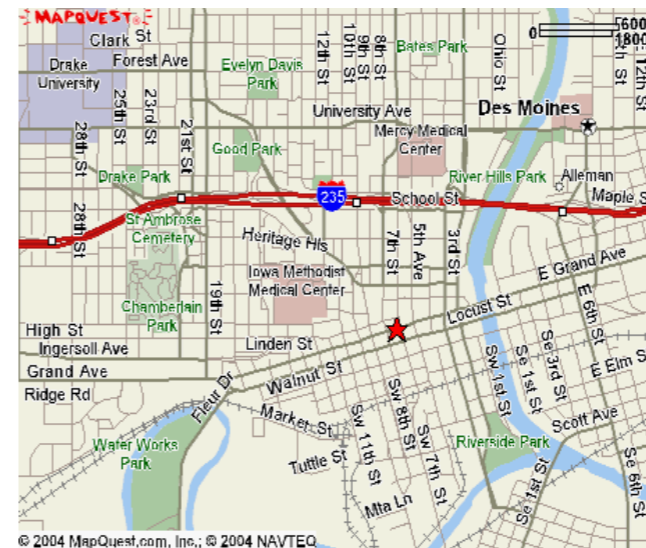 MAPQUEST
5600
1800
Clark St
Forest Ave
Drake
University
Evelyn Davis
Park
12th St
10th St
9th St
8th St
Bates Park
Ohio St
E 12th St
25th St
23rd St
21st St
28th St
University Ave
Des Moines
Mercy Medical
Center
Good Park
Drake Park
River Hills Park
Alleman
235
School St
Maple S
28th St
St Ambrose
Cemetery
Heritage Hls
7th St
5th Ave
3rd St
E Grand Ave
Iowa Methodist
Medical Center
19th St
Chamberlain
Park
Locust St
E 6th St
High St
Ingersoll Ave
Linden St
Grand Ave
Walnut St
Ridge Rd
Fleur Dr
Market St
Sw 1st St
Se 1st St
Se 3rd St
E Elm S
Scott Ave
Water Works
Park
Tuttle St
Sw 11th St
Sw 8th St
Sw 7th St
Riverside Park
Mta Ln
Se 1st St
Se 6th St
© 2004 MapQuest.com, Inc.; © 2004 NAVTEQ